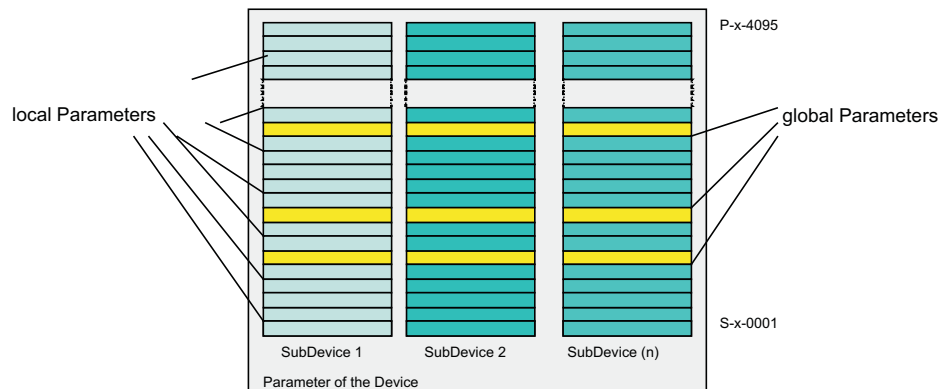 P-x-4095
local Parameters
global Parameters
S-x-0001
SubDevice 1
SubDevice 2
SubDevice (n)
Parameter of the Device